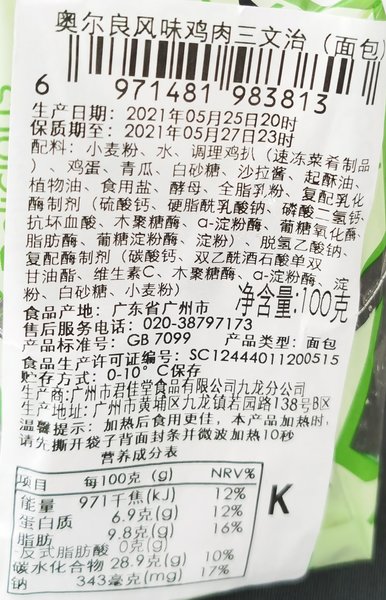 奥尔良风味鸡肉三文治（面包）
6 971481 983813
生产日期：2021年05月25日20时
保质期至：2021年05月27日23时
配料：小麦粉、水、调理鸡扒（速冻菜肴制品
）、鸡蛋、青瓜、白砂糖、沙拉酱、起酥油、
植物油、食用盐、酵母、全脂乳粉、复配乳化
酶制剂（硫酸钙、硬脂酰乳酸钠、磷酸二氢钙、
抗坏血酸、木聚糖酶、α-淀粉酶、葡糖氧化酶、
脂肪酶、葡糖淀粉酶、淀粉）、脱氢乙酸钠、
复配酶制剂（碳酸钙、双乙酰酒石酸单双
甘油酯、维生素C、木聚糖酶、α-淀粉酶、淀
粉、白砂糖、小麦粉）
净含量:100克
食品产地：广东省广州市
售后服务电话：020-38797173
产品标准号：GB 7099 产品类型：面包
食品生产许可证编号：SC12444011200515
贮存方式：0-10°C保存
生产商:广州市君佳堂食品有限公司九龙分公司
生产地址:广州市黄埔区九龙镇若园路138号B区
温馨提示：加热后食用更佳，本产品加热时，
请先撕开袋子背面封条并微波加热10秒
营养成分表
项目 每100克(g) NRV%
能量 971千焦(kJ) 12%
蛋白质 6.9克(g) 12%
脂肪 9.8克(g) 16%
-反式脂肪酸 0克(g)
碳水化合物 28.9克(g) 10%
钠 343毫克(mg) 17%
K